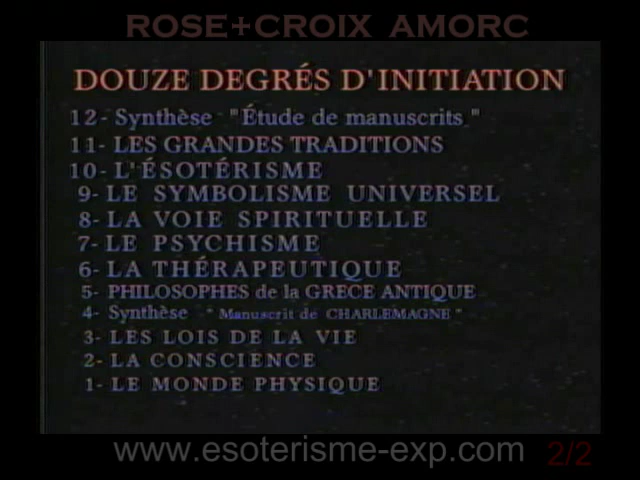 ROSE+CROIX AMORC
DOUZE DEGRÉS D'INITIATION
12- Synthèse "Étude de manuscrits"
11- LES GRANDES TRADITIONS
10- L'ÉSOTÉRISME
9- LE SYMBOLISME UNIVERSEL
8- LA VOIE SPIRITUELLE
7- LE PSYCHISME
6- LA THÉRAPEUTIQUE
5- PHILOSOPHES de la GRECE ANTIQUE
4- Synthèse "Manuscrit de CHARLEMAGNE"
3- LES LOIS DE LA VIE
2- LA CONSCIENCE
1- LE MONDE PHYSIQUE
www.esoterisme-exp.com 2/2